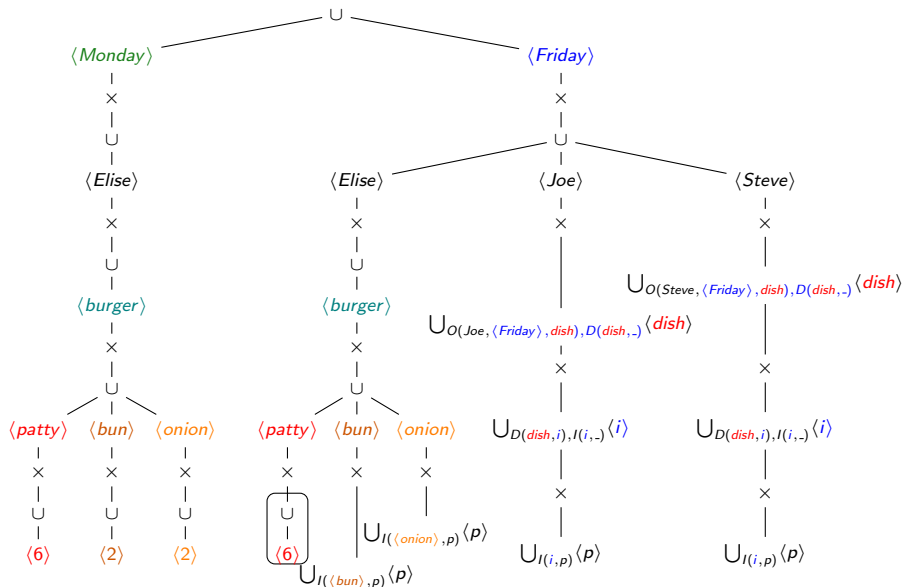 ∪
⟨Monday⟩ ⟨Friday⟩
× ×
∪ ∪
⟨Elise⟩ ⟨Elise⟩ ⟨Joe⟩ ⟨Steve⟩
× × × ×
∪ ∪
⋃O(Steve,⟨Friday⟩,dish),D(dish,_)⟨dish⟩
⟨burger⟩ ⟨burger⟩
⋃O(Joe,⟨Friday⟩,dish),D(dish,_)⟨dish⟩
× × × ×
∪ ∪
⟨patty⟩ ⟨bun⟩ ⟨onion⟩ ⟨patty⟩ ⟨bun⟩ ⟨onion⟩ ⋃D(dish,i),I(i,_)⟨i⟩ ⋃D(dish,i),I(i,_)⟨i⟩
× × × × × × × ×
∪ ∪ ∪ ∪
⋃I(⟨onion⟩,p)⟨p⟩
⟨6⟩ ⟨2⟩ ⟨2⟩ ⟨6⟩ ⋃I(i,p)⟨p⟩ ⋃I(i,p)⟨p⟩
⋃I(⟨bun⟩,p)⟨p⟩